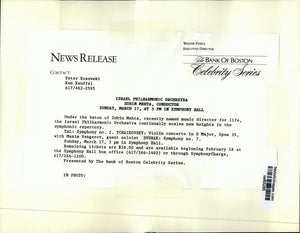 NEWS RELEASE
WALTER PIERCE
EXECUTIVE DIRECTOR
The BANK OF BOSTON
Celebrity Series
CONTACT:
Peter Kosewski
Ken Keuffel
617/482-2595
ISRAEL PHILHARMONIC ORCHESTRA
ZUBIN MEHTA, CONDUCTOR
SUNDAY, MARCH 17, AT 3 PM IN SYMPHONY HALL
Under the baton of Zubin Mehta, recently named music director for life,
the Israel Philharmonic Orchestra continually scales new heights in the
symphonic repertory.
TAL: Symphony no. 2. TCHAIKOVSKY: Violin concerto in D Major, Opus 35,
with Maxim Vengerov, guest soloist DVORAK: Symphony no. 7.
Sunday, March 17, 3 pm in Symphony Hall.
Remaining tickets are $28.00 and are available beginning February 18 at
the Symphony Hall box office (617/266-1492) or through SymphonyCharge,
617/266-1200.
Presented by the Bank of Boston Celebrity Series.